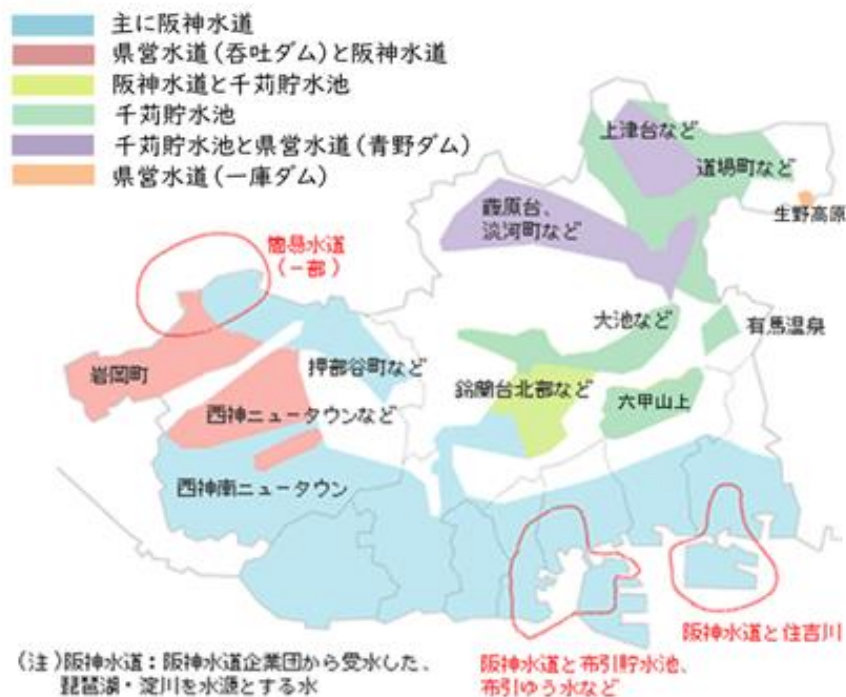 主に阪神水道
県営水道(呑吐ダム)と阪神水道
阪神水道と千苅貯水池
千苅貯水池
千苅貯水池と県営水道(青野ダム)
県営水道(一庫ダム)
上津台など
道場町など
生野高原
藤原台、
淡河町など
簡易水道
(一部)
大池など
有馬温泉
押部谷町など
岩岡町
鈴蘭台北部など
六甲山上
西神ニュータウンなど
西神南ニュータウン
阪神水道と住吉川
阪神水道と布引貯水池、
布引ゆう水など
(注)阪神水道:阪神水道企業団から受水した、
琵琶湖・淀川を水源とする水